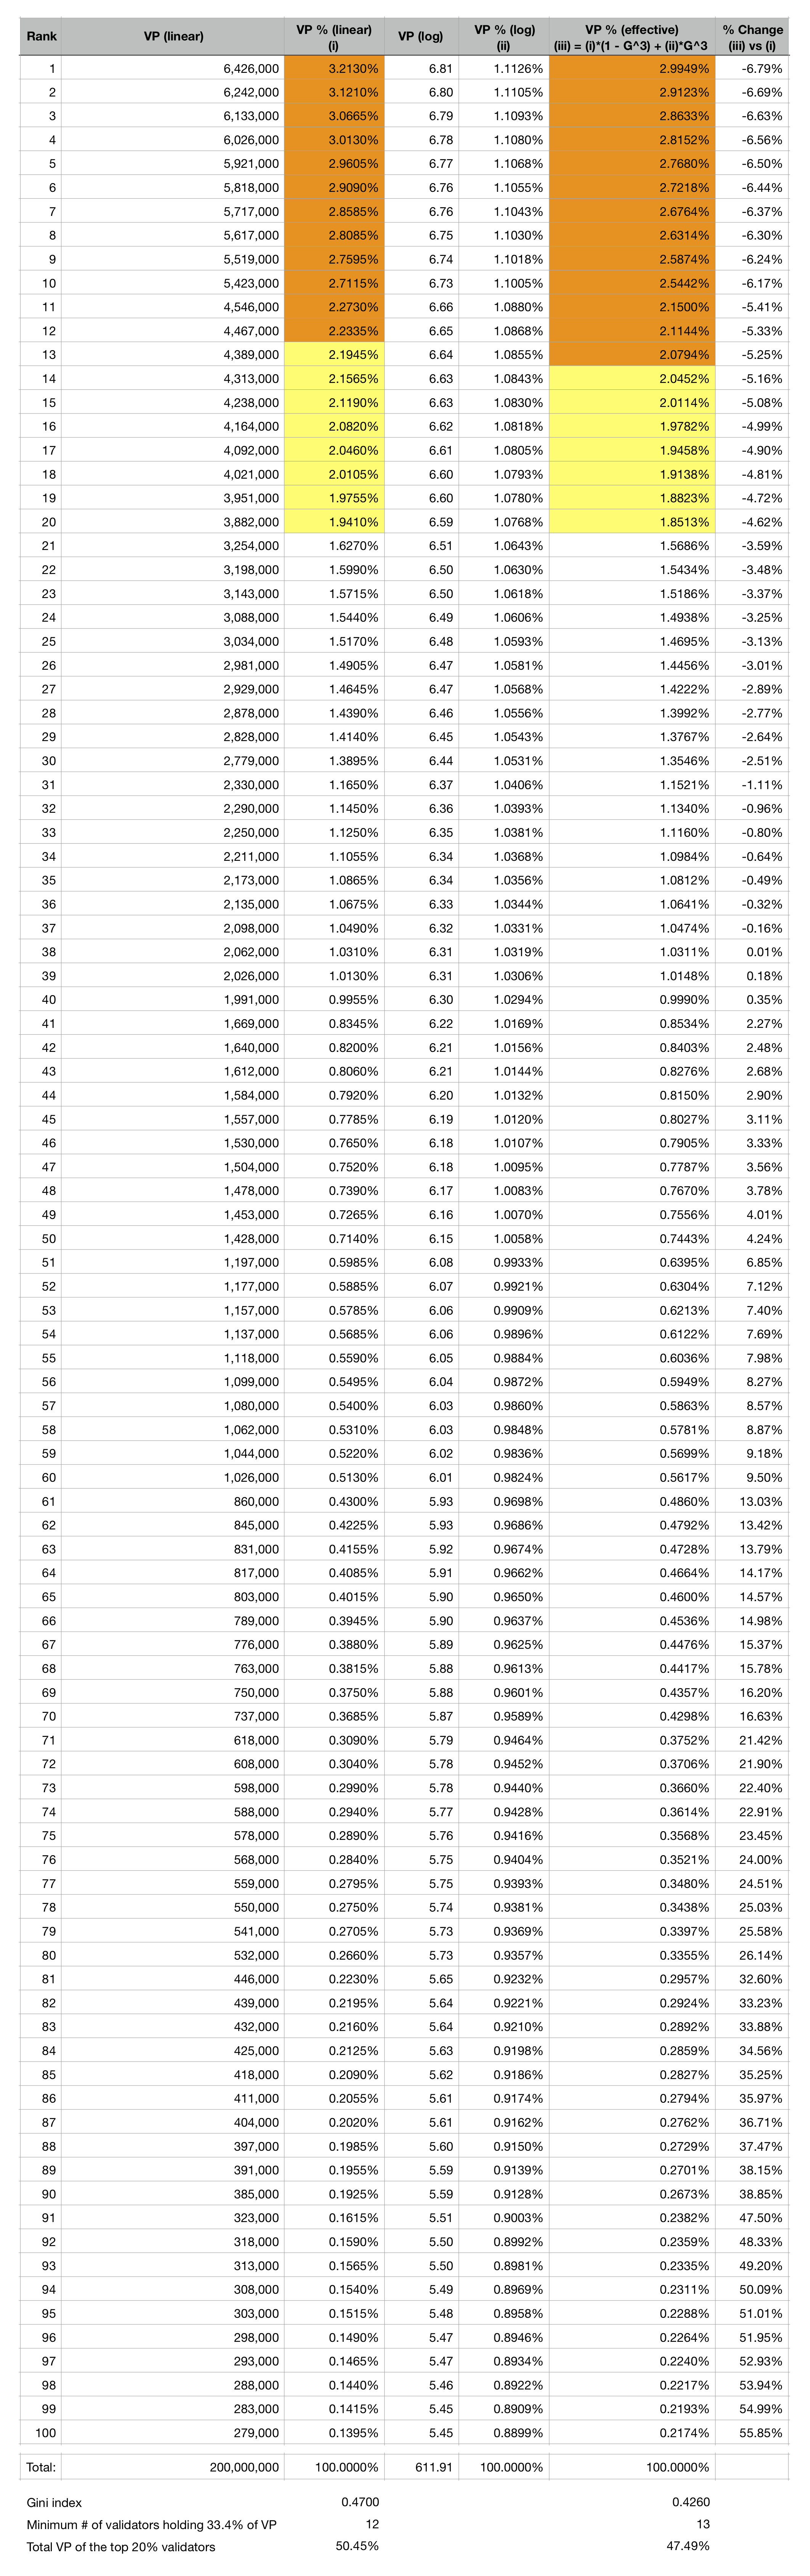 Rank VP (linear) VP % (linear) (i) VP (log) VP % (log) (ii) VP % (effective) (iii) = (i)*(1 - G^3) + (ii)*G^3 % Change (iii) vs (i)
1 6,426,000 3.2130% 6.81 1.1126% 2.9949% -6.79%
2 6,242,000 3.1210% 6.80 1.1105% 2.9123% -6.69%
3 6,133,000 3.0665% 6.79 1.1093% 2.8633% -6.63%
4 6,026,000 3.0130% 6.78 1.1080% 2.8152% -6.56%
5 5,921,000 2.9605% 6.77 1.1068% 2.7680% -6.50%
6 5,818,000 2.9090% 6.76 1.1055% 2.7218% -6.44%
7 5,717,000 2.8585% 6.76 1.1043% 2.6764% -6.37%
8 5,617,000 2.8085% 6.75 1.1030% 2.6314% -6.30%
9 5,519,000 2.7595% 6.74 1.1018% 2.5874% -6.24%
10 5,423,000 2.7115% 6.73 1.1005% 2.5442% -6.17%
11 4,546,000 2.2730% 6.66 1.0880% 2.1500% -5.41%
12 4,467,000 2.2335% 6.65 1.0868% 2.1144% -5.33%
13 4,389,000 2.1945% 6.64 1.0855% 2.0794% -5.25%
14 4,313,000 2.1565% 6.63 1.0843% 2.0452% -5.16%
15 4,238,000 2.1190% 6.63 1.0830% 2.0114% -5.08%
16 4,164,000 2.0820% 6.62 1.0818% 1.9782% -4.99%
17 4,092,000 2.0460% 6.61 1.0805% 1.9458% -4.90%
18 4,021,000 2.0105% 6.60 1.0793% 1.9138% -4.81%
19 3,951,000 1.9755% 6.60 1.0780% 1.8823% -4.72%
20 3,882,000 1.9410% 6.59 1.0768% 1.8513% -4.62%
21 3,254,000 1.6270% 6.51 1.0643% 1.5686% -3.59%
22 3,198,000 1.5990% 6.50 1.0630% 1.5434% -3.48%
23 3,143,000 1.5715% 6.50 1.0618% 1.5186% -3.37%
24 3,088,000 1.5440% 6.49 1.0606% 1.4938% -3.25%
25 3,034,000 1.5170% 6.48 1.0593% 1.4695% -3.13%
26 2,981,000 1.4905% 6.47 1.0581% 1.4456% -3.01%
27 2,929,000 1.4645% 6.47 1.0568% 1.4222% -2.89%
28 2,878,000 1.4390% 6.46 1.0556% 1.3992% -2.77%
29 2,828,000 1.4140% 6.45 1.0543% 1.3767% -2.64%
30 2,779,000 1.3895% 6.44 1.0531% 1.3546% -2.51%
31 2,330,000 1.1650% 6.37 1.0406% 1.1521% -1.11%
32 2,290,000 1.1450% 6.36 1.0393% 1.1340% -0.96%
33 2,250,000 1.1250% 6.35 1.0381% 1.1160% -0.80%
34 2,211,000 1.1055% 6.34 1.0368% 1.0984% -0.64%
35 2,173,000 1.0865% 6.34 1.0356% 1.0812% -0.49%
36 2,135,000 1.0675% 6.33 1.0344% 1.0641% -0.32%
37 2,098,000 1.0490% 6.32 1.0331% 1.0474% -0.16%
38 2,062,000 1.0310% 6.31 1.0319% 1.0311% 0.01%
39 2,026,000 1.0130% 6.31 1.0306% 1.0148% 0.18%
40 1,991,000 0.9955% 6.30 1.0294% 0.9990% 0.35%
41 1,669,000 0.8345% 6.22 1.0169% 0.8534% 2.27%
42 1,640,000 0.8200% 6.21 1.0156% 0.8403% 2.48%
43 1,612,000 0.8060% 6.21 1.0144% 0.8276% 2.68%
44 1,584,000 0.7920% 6.20 1.0132% 0.8150% 2.90%
45 1,557,000 0.7785% 6.19 1.0120% 0.8027% 3.11%
46 1,530,000 0.7650% 6.18 1.0107% 0.7905% 3.33%
47 1,504,000 0.7520% 6.18 1.0095% 0.7787% 3.56%
48 1,478,000 0.7390% 6.17 1.0083% 0.7670% 3.78%
49 1,453,000 0.7265% 6.16 1.0070% 0.7556% 4.01%
50 1,428,000 0.7140% 6.15 1.0058% 0.7443% 4.24%
51 1,197,000 0.5985% 6.08 0.9933% 0.6395% 6.85%
52 1,177,000 0.5885% 6.07 0.9921% 0.6304% 7.12%
53 1,157,000 0.5785% 6.06 0.9909% 0.6213% 7.40%
54 1,137,000 0.5685% 6.06 0.9896% 0.6122% 7.69%
55 1,118,000 0.5590% 6.05 0.9884% 0.6036% 7.98%
56 1,099,000 0.5495% 6.04 0.9872% 0.5949% 8.27%
57 1,080,000 0.5400% 6.03 0.9860% 0.5863% 8.57%
58 1,062,000 0.5310% 6.03 0.9848% 0.5781% 8.87%
59 1,044,000 0.5220% 6.02 0.9836% 0.5699% 9.18%
60 1,026,000 0.5130% 6.01 0.9824% 0.5617% 9.50%
61 860,000 0.4300% 5.93 0.9698% 0.4860% 13.03%
62 845,000 0.4225% 5.93 0.9686% 0.4792% 13.42%
63 831,000 0.4155% 5.92 0.9674% 0.4728% 13.79%
64 817,000 0.4085% 5.91 0.9662% 0.4664% 14.17%
65 803,000 0.4015% 5.90 0.9650% 0.4600% 14.57%
66 789,000 0.3945% 5.90 0.9637% 0.4536% 14.98%
67 776,000 0.3880% 5.89 0.9625% 0.4476% 15.37%
68 763,000 0.3815% 5.88 0.9613% 0.4417% 15.78%
69 750,000 0.3750% 5.88 0.9601% 0.4357% 16.20%
70 737,000 0.3685% 5.87 0.9589% 0.4298% 16.63%
71 618,000 0.3090% 5.79 0.9464% 0.3752% 21.42%
72 608,000 0.3040% 5.78 0.9452% 0.3706% 21.90%
73 598,000 0.2990% 5.78 0.9440% 0.3660% 22.40%
74 588,000 0.2940% 5.77 0.9428% 0.3614% 22.91%
75 578,000 0.2890% 5.76 0.9416% 0.3568% 23.45%
76 568,000 0.2840% 5.75 0.9404% 0.3521% 24.00%
77 559,000 0.2795% 5.75 0.9393% 0.3480% 24.51%
78 550,000 0.2750% 5.74 0.9381% 0.3438% 25.03%
79 541,000 0.2705% 5.73 0.9369% 0.3397% 25.58%
80 532,000 0.2660% 5.73 0.9357% 0.3355% 26.14%
81 446,000 0.2230% 5.65 0.9232% 0.2957% 32.60%
82 439,000 0.2195% 5.64 0.9221% 0.2924% 33.23%
83 432,000 0.2160% 5.64 0.9210% 0.2892% 33.88%
84 425,000 0.2125% 5.63 0.9198% 0.2859% 34.56%
85 418,000 0.2090% 5.62 0.9186% 0.2827% 35.25%
86 411,000 0.2055% 5.61 0.9174% 0.2794% 35.97%
87 404,000 0.2020% 5.61 0.9162% 0.2762% 36.71%
88 397,000 0.1985% 5.60 0.9150% 0.2729% 37.47%
89 391,000 0.1955% 5.59 0.9139% 0.2701% 38.15%
90 385,000 0.1925% 5.59 0.9128% 0.2673% 38.85%
91 323,000 0.1615% 5.51 0.9003% 0.2382% 47.50%
92 318,000 0.1590% 5.50 0.8992% 0.2359% 48.33%
93 313,000 0.1565% 5.50 0.8981% 0.2335% 49.20%
94 308,000 0.1540% 5.49 0.8969% 0.2311% 50.09%
95 303,000 0.1515% 5.48 0.8958% 0.2288% 51.01%
96 298,000 0.1490% 5.47 0.8946% 0.2264% 51.95%
97 293,000 0.1465% 5.47 0.8934% 0.2240% 52.93%
98 288,000 0.1440% 5.46 0.8922% 0.2217% 53.94%
99 283,000 0.1415% 5.45 0.8909% 0.2193% 54.99%
100 279,000 0.1395% 5.45 0.8899% 0.2174% 55.85%
Total: 200,000,000 100.0000% 611.91 100.0000% 100.0000%
Gini index 0.4700 0.4260
Minimum # of validators holding 33.4% of VP 12 13
Total VP of the top 20% validators 50.45% 47.49%